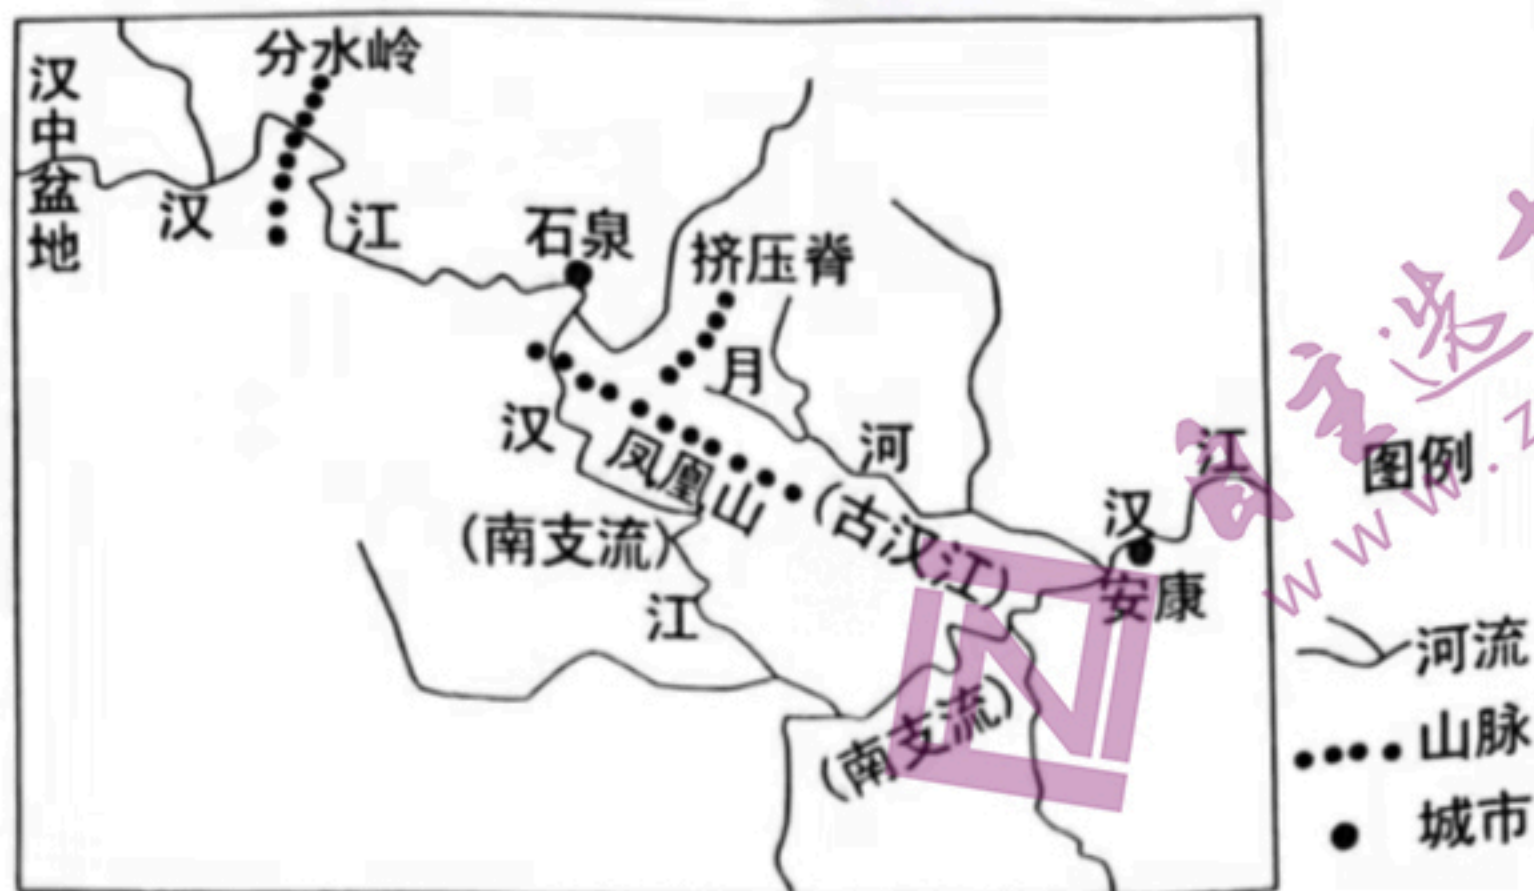 汉中盆地
分水岭
汉
江
石泉
挤压脊
月
河
汉
凤凰山
(南支流)
(古汉江)
江
汉
江
安康
(南支流)
图例
河流
山脉
城市
www.z